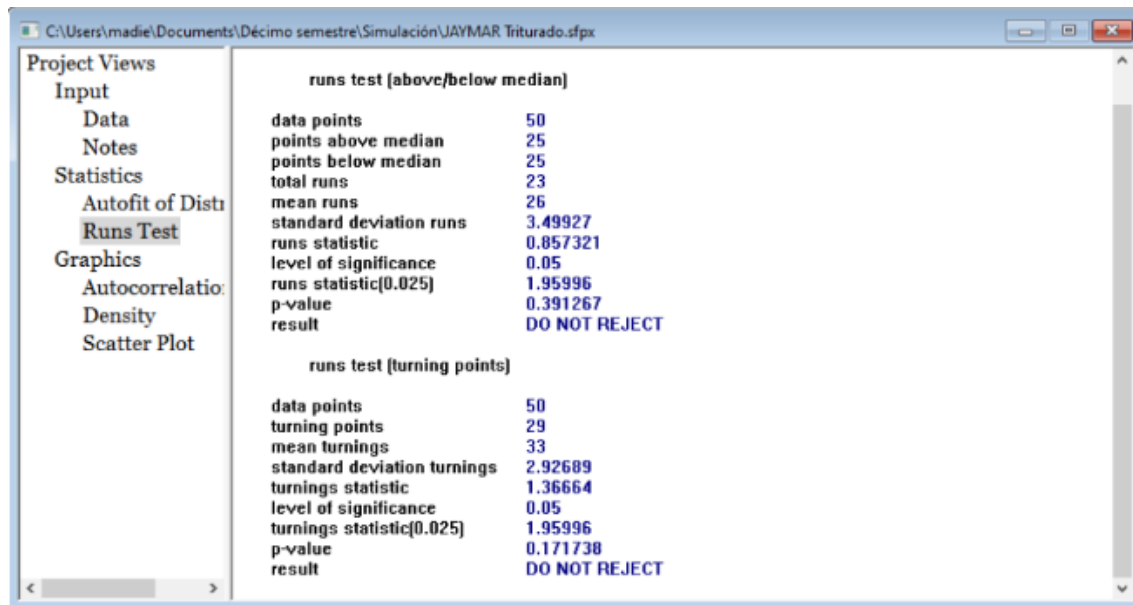 C:\Users\madie\Documents\Décimo semestre\Simulación\JAYMAR Triturado.sfpx
Project Views
Input
Data
Notes
Statistics
Autofit of Distr
Runs Test
Graphics
Autocorrelatio
Density
Scatter Plot
runs test (above/below median)
data points 50
points above median 25
points below median 25
total runs 23
mean runs 26
standard deviation runs 3.49927
runs statistic 0.857321
level of significance 0.05
runs statistic(0.025) 1.95996
p-value 0.391267
result DO NOT REJECT
runs test (turning points)
data points 50
turning points 29
mean turnings 33
standard deviation turnings 2.92689
turnings statistic 1.36664
level of significance 0.05
turnings statistic(0.025) 1.95996
p-value 0.171738
result DO NOT REJECT